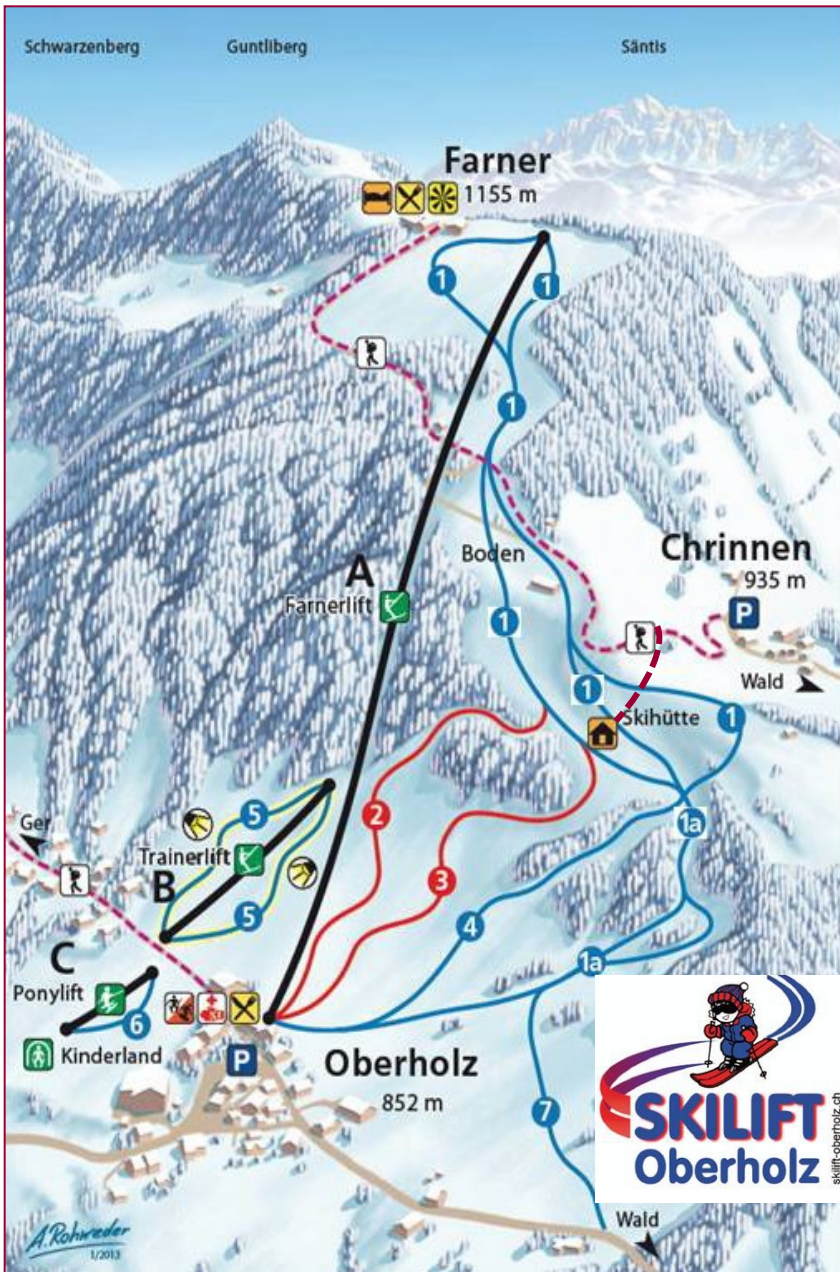 Schwarzenberg
Guntliberg
Säntis
Farner
1155 m
1
1
1
A
Farnerlift
Boden
Chrinnen
935 m
P
Wald
1
1
Skihütte
1
2
1a
3
Ger
5
Trainerlift
B
5
4
1a
C
Ponylift
6
Kinderland
P
Oberholz
852 m
7
Wald
SKILIFT
Oberholz
skilift-oberholz.ch
A. Rohweder
1/2013